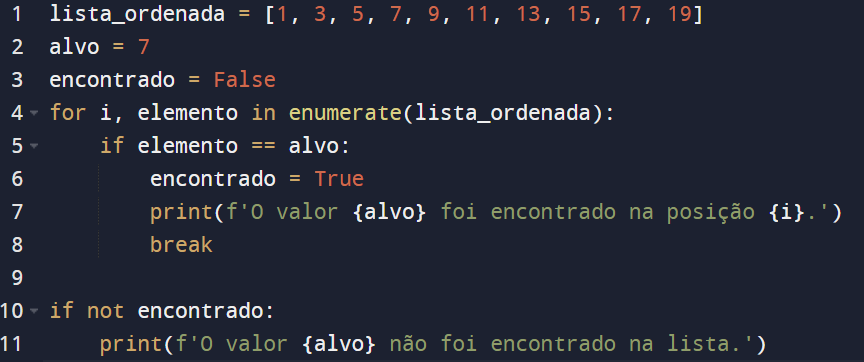 1 lista_ordenada = [1, 3, 5, 7, 9, 11, 13, 15, 17, 19]
2 alvo = 7
3 encontrado = False
4 for i, elemento in enumerate(lista_ordenada):
5     if elemento == alvo:
6         encontrado = True
7         print(f'O valor {alvo} foi encontrado na posição {i}.')
8         break
9
10 if not encontrado:
11     print(f'O valor {alvo} não foi encontrado na lista.')